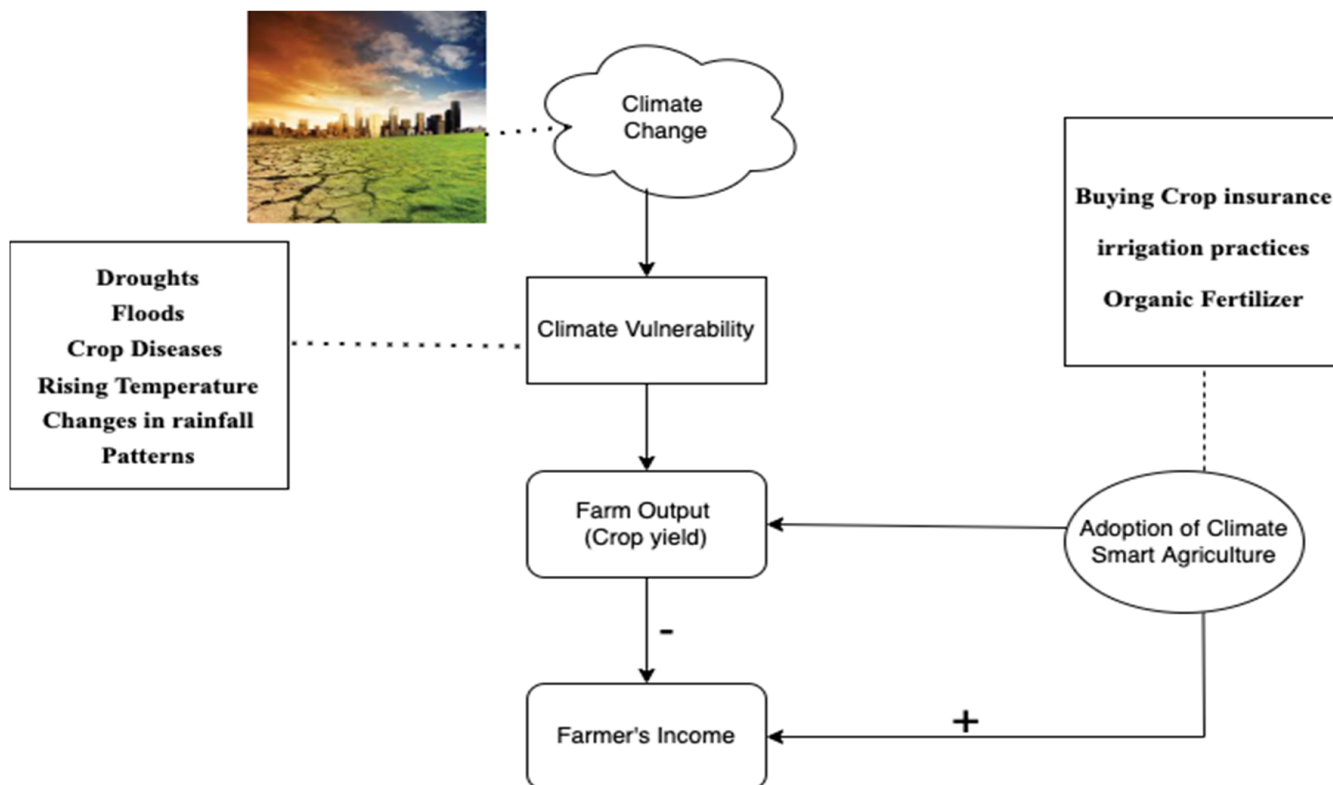 Climate
Change
Buying Crop insurance
irrigation practices
Organic Fertilizer
Droughts
Floods
Crop Diseases
Rising Temperature
Changes in rainfall
Patterns
Climate Vulnerability
Farm Output
(Crop yield)
Adoption of Climate
Smart Agriculture
-
Farmer's Income
+